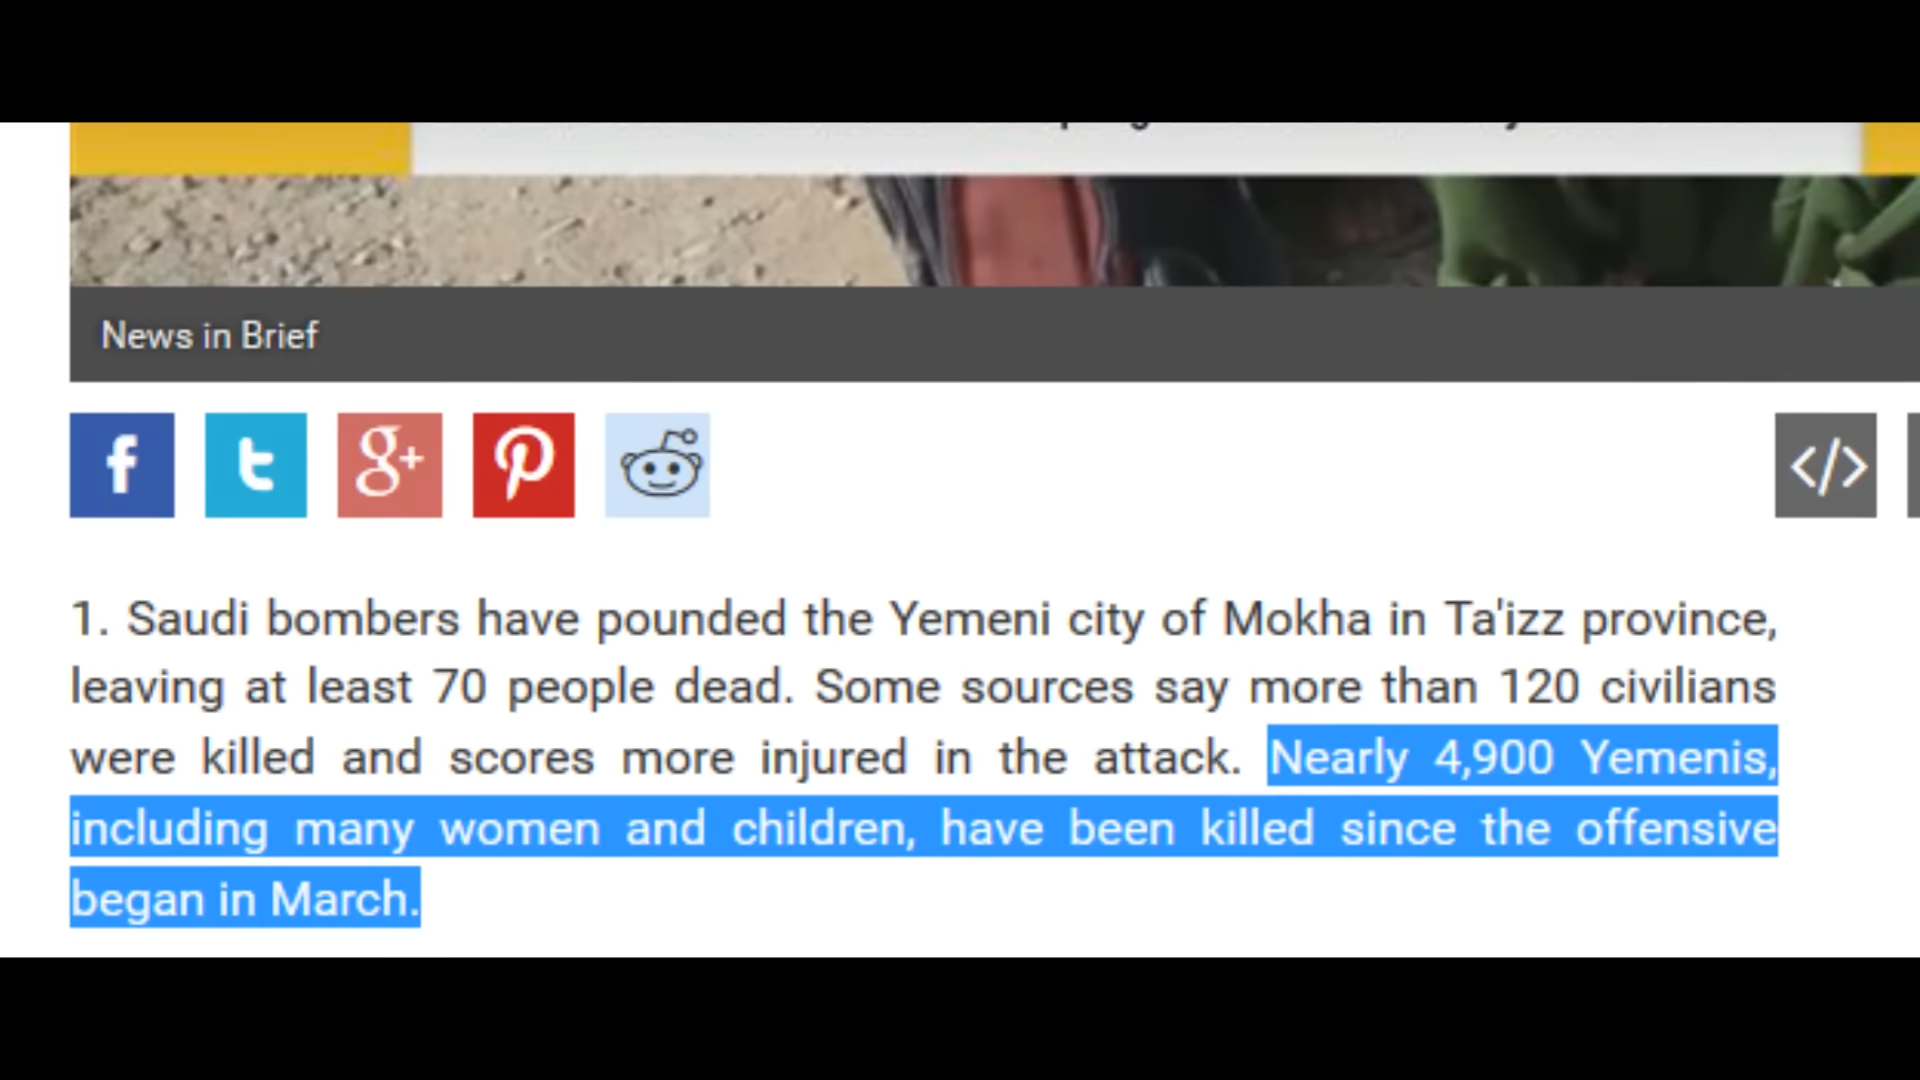 News in Brief
f t g+ p </>
1. Saudi bombers have pounded the Yemeni city of Mokha in Ta'izz province,
leaving at least 70 people dead. Some sources say more than 120 civilians
were killed and scores more injured in the attack. Nearly 4,900 Yemenis,
including many women and children, have been killed since the offensive
began in March.